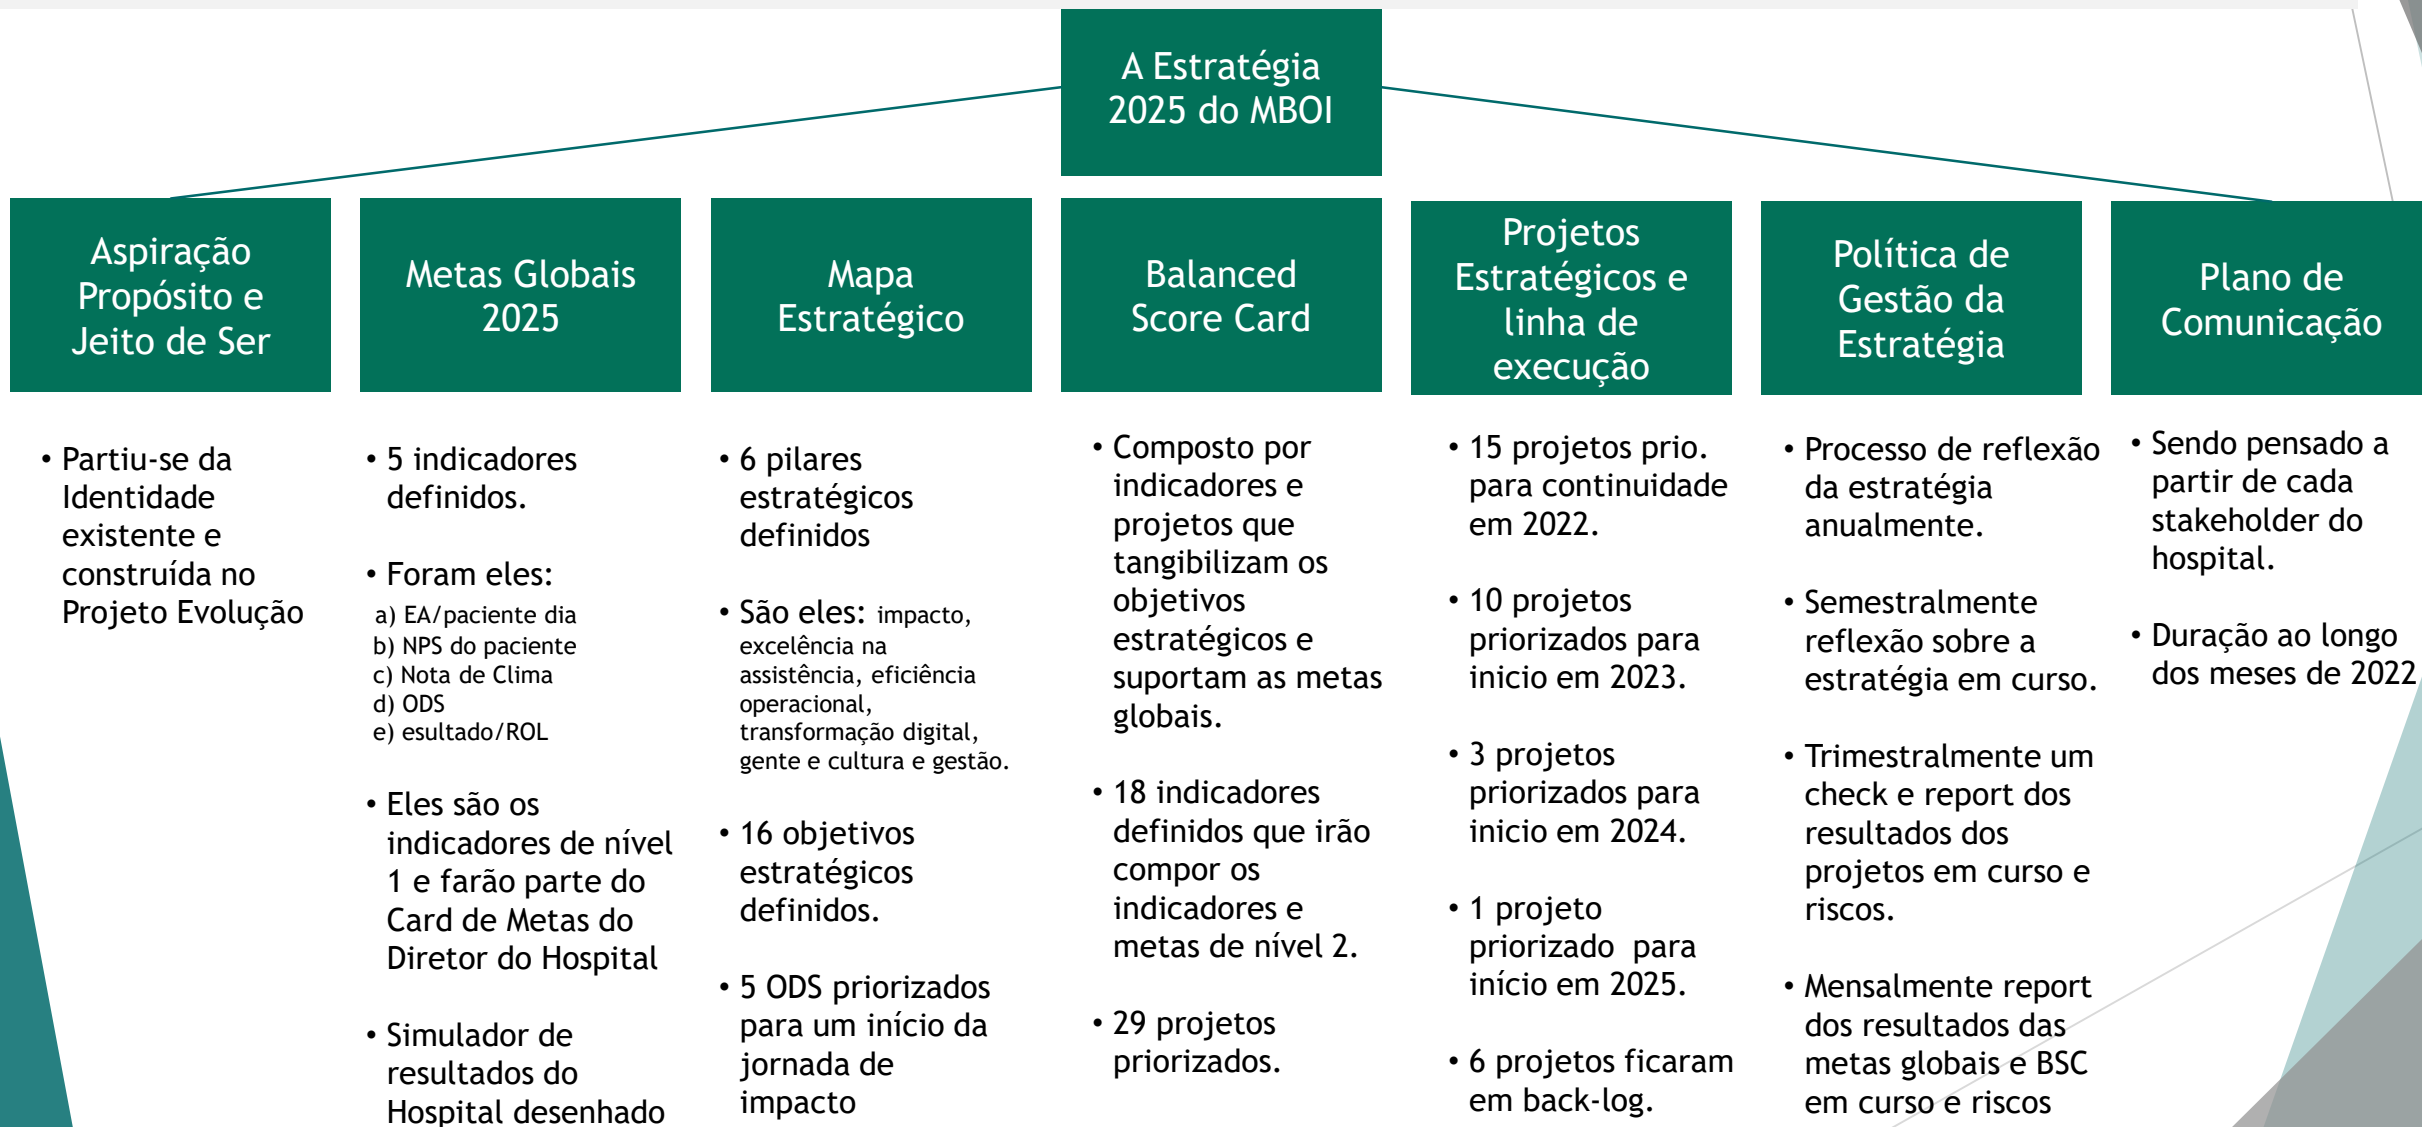 A Estratégia
2025 do MBOI
Aspiração
Propósito e
Jeito de Ser
• Partiu-se da
Identidade
existente e
construída no
Projeto Evolução
Metas Globais
2025
• 5 indicadores
definidos.
• Foram eles:
a) EA/paciente dia
b) NPS do paciente
c) Nota de Clima
d) ODS
e) esultado/ROL
• Eles são os
indicadores de nível
1 e farão parte do
Card de Metas do
Diretor do Hospital
• Simulador de
resultados do
Hospital desenhado
Mapa
Estratégico
• 6 pilares
estratégicos
definidos
• São eles: impacto,
excelência na
assistência, eficiência
operacional,
transformação digital,
gente e cultura e gestão.
• 16 objetivos
estratégicos
definidos.
• 5 ODS priorizados
para um início da
jornada de
impacto
Balanced
Score Card
• Composto por
indicadores e
projetos que
tangibilizam os
objetivos
estratégicos e
suportam as metas
globais.
• 18 indicadores
definidos que irão
compor os
indicadores e
metas de nível 2.
• 29 projetos
priorizados.
Projetos
Estratégicos e
linha de
execução
• 15 projetos prio.
para continuidade
em 2022.
• 10 projetos
priorizados para
inicio em 2023.
• 3 projetos
priorizados para
inicio em 2024.
• 1 projeto
priorizado  para
início em 2025.
• 6 projetos ficaram
em back-log.
Política de
Gestão da
Estratégia
• Processo de reflexão
da estratégia
anualmente.
• Semestralmente
reflexão sobre a
estratégia em curso.
• Trimestralmente um
check e report dos
resultados dos
projetos em curso e
riscos.
• Mensalmente report
dos resultados das
metas globais e BSC
em curso e riscos
Plano de
Comunicação
• Sendo pensado a
partir de cada
stakeholder do
hospital.
• Duração ao longo
dos meses de 2022